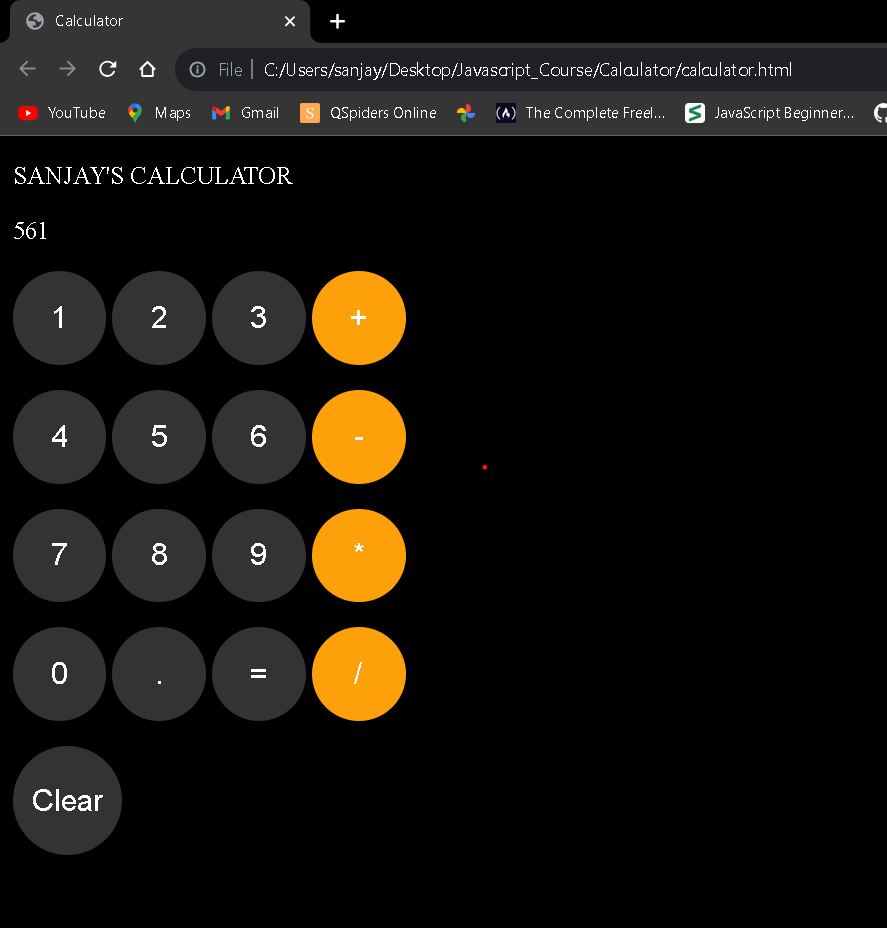 Calculator
File C:/Users/sanjay/Desktop/Javascript_Course/Calculator/calculator.html
YouTube Maps Gmail S QSpiders Online The Complete Freel... S JavaScript Beginner...
SANJAY'S CALCULATOR
561
1 2 3 +
4 5 6 -
7 8 9 *
0 . = /
Clear